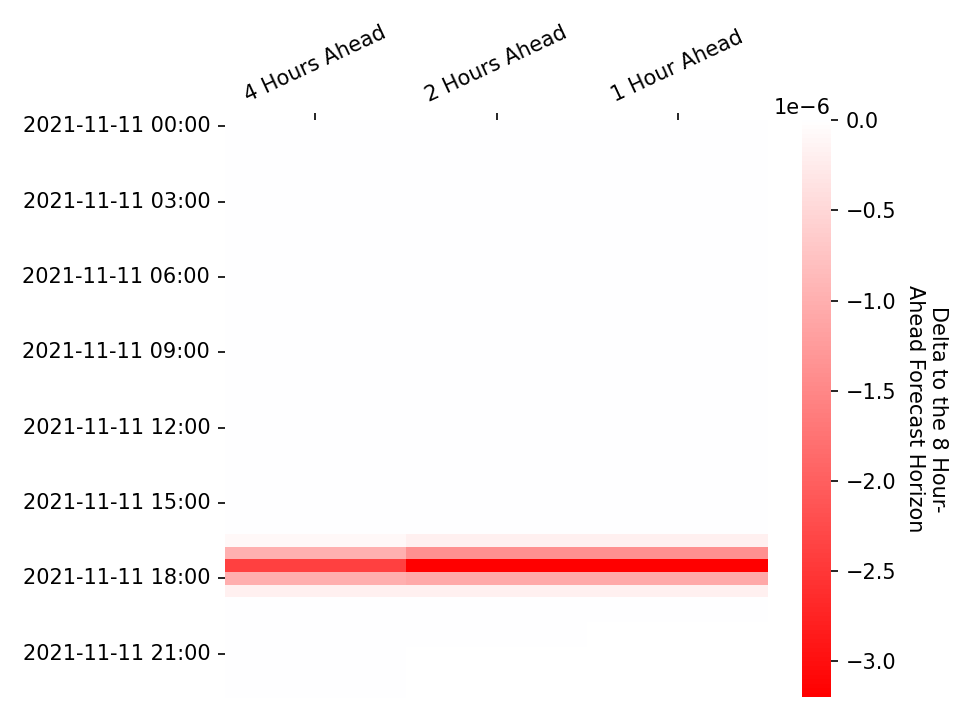 4 Hours Ahead
2 Hours Ahead
1 Hour Ahead
1e−6
2021-11-11 00:00
2021-11-11 03:00
2021-11-11 06:00
2021-11-11 09:00
2021-11-11 12:00
2021-11-11 15:00
2021-11-11 18:00
2021-11-11 21:00
0.0
−0.5
−1.0
−1.5
−2.0
−2.5
−3.0
Delta to the 8 Hour-
Ahead Forecast Horizon